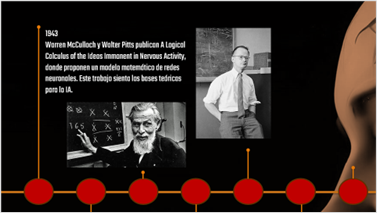 1943
Warren McCulloch y Walter Pitts publican A Logical
Calculus of the Ideas Immanent in Nervous Activity,
donde proponen un modelo matemático de redes
neuronales. Este trabajo sienta las bases teóricas
para la IA.